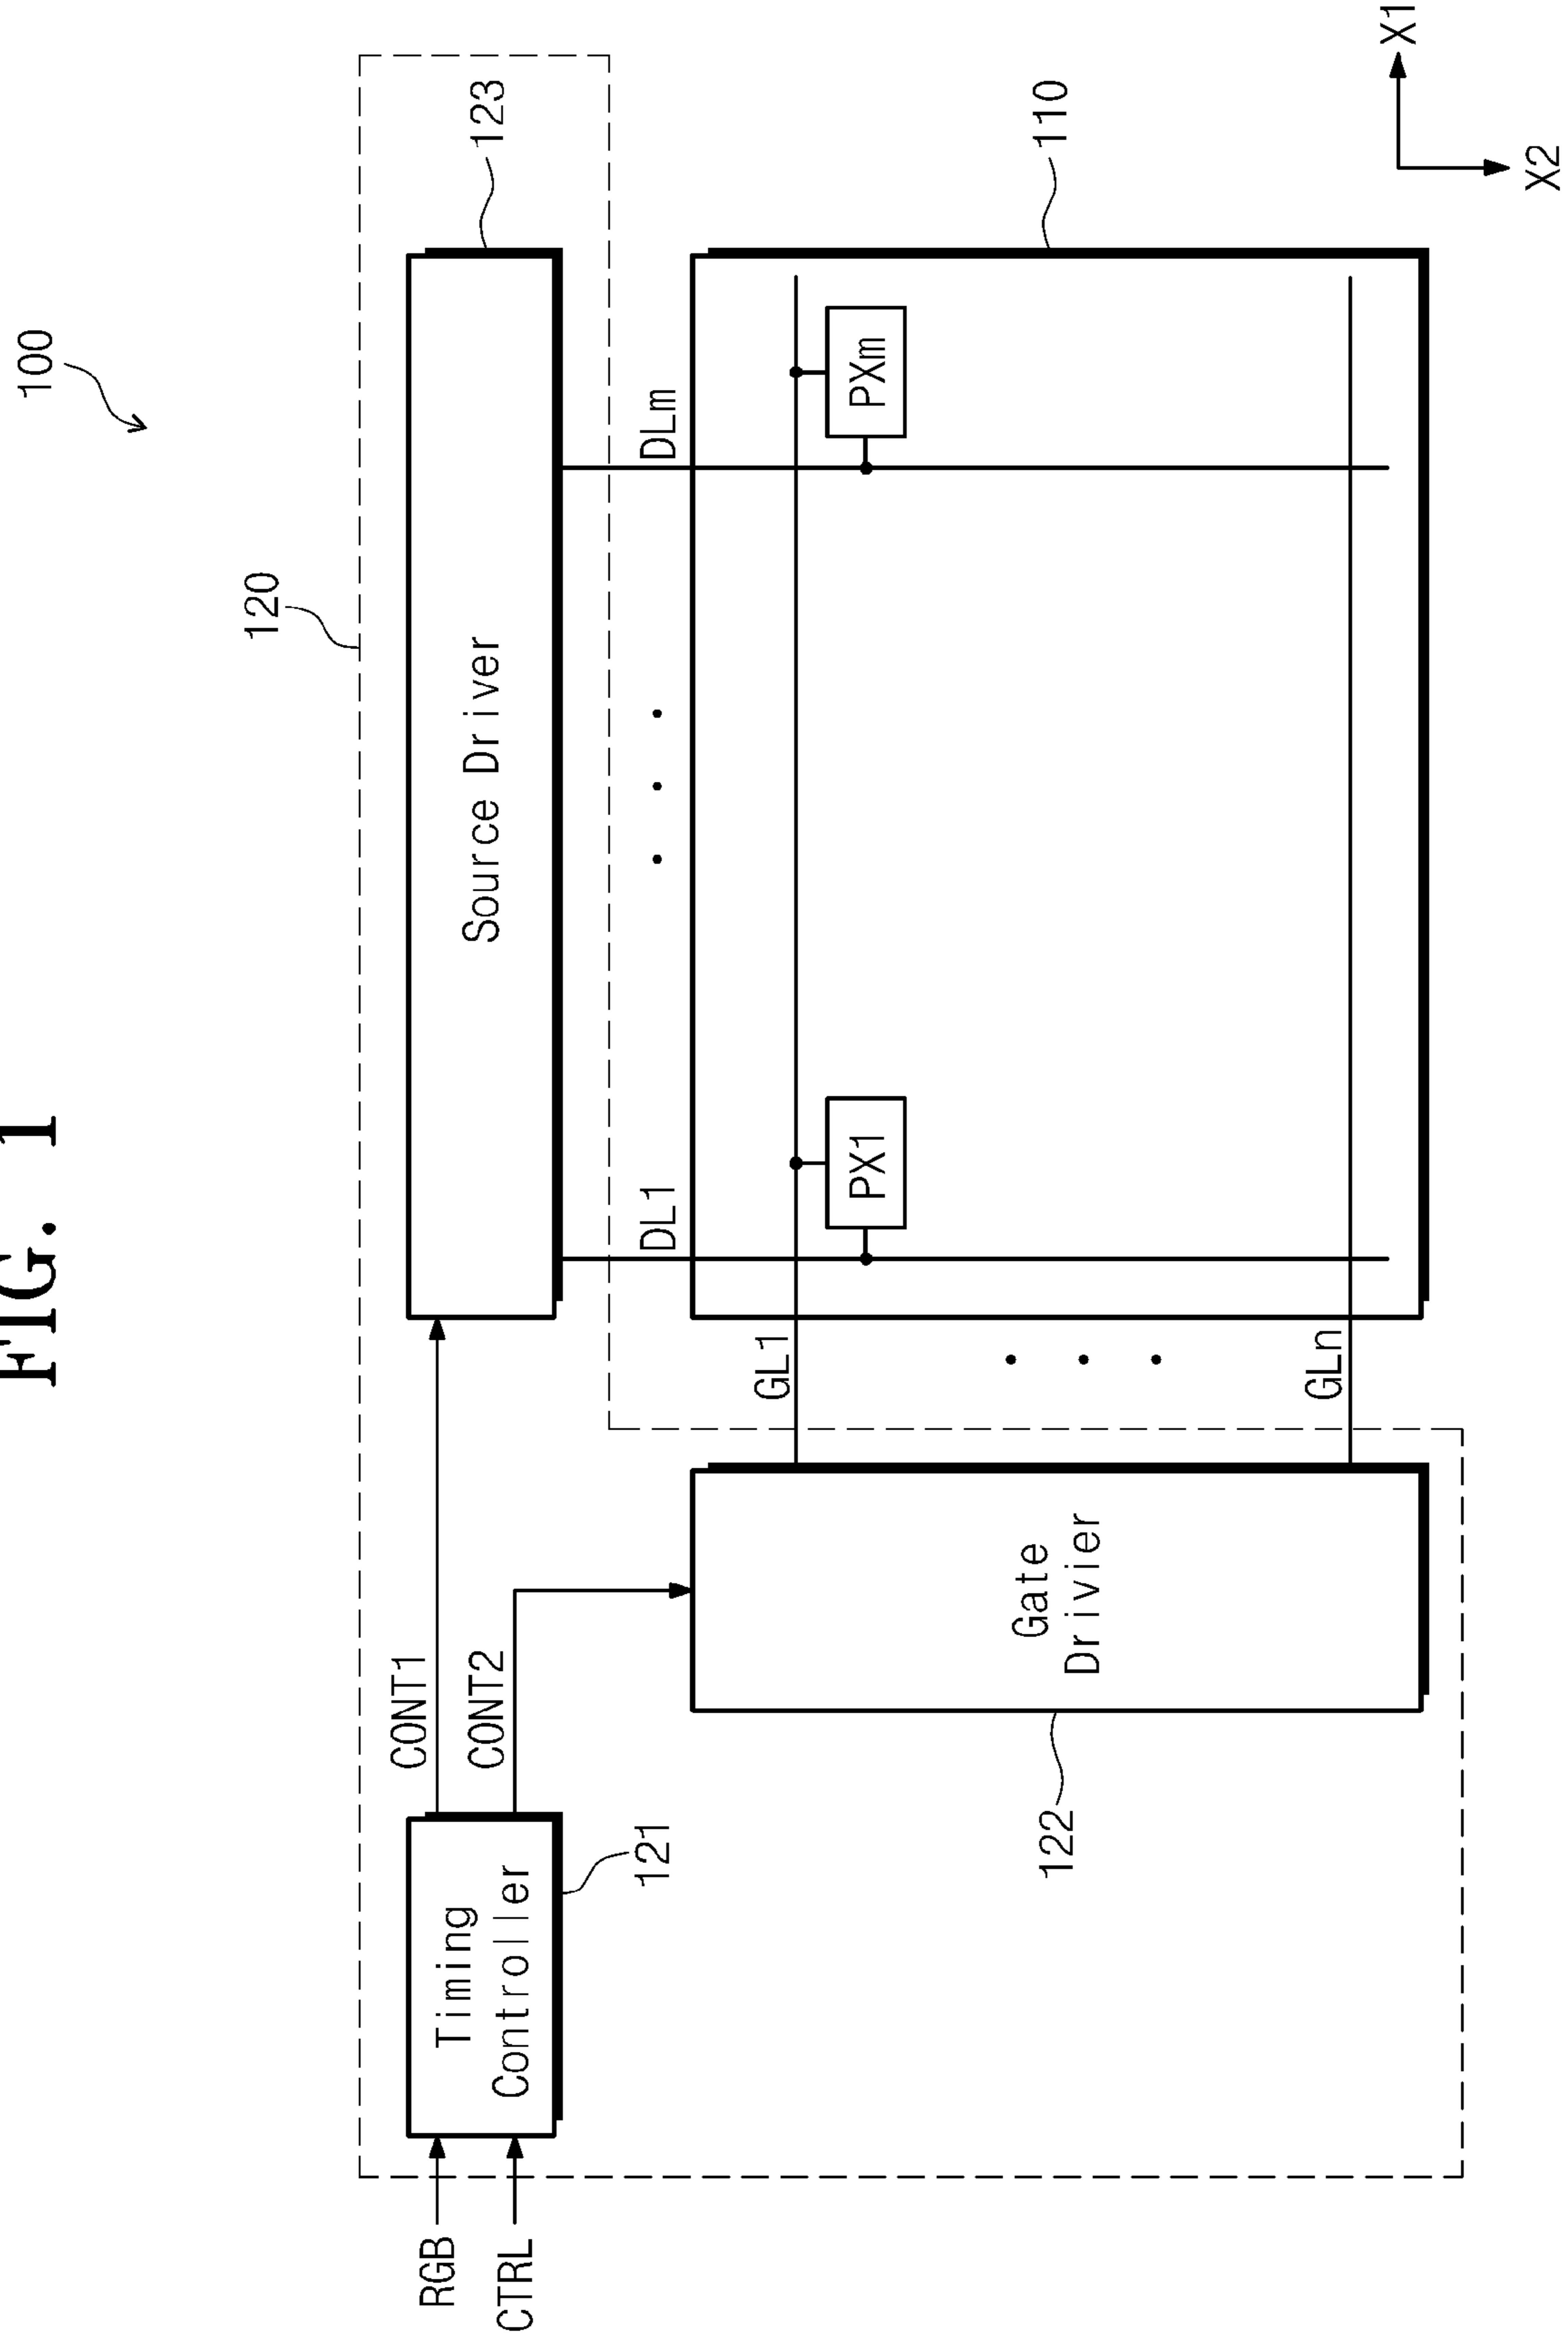 FIG. 1
100
120
123
RGB
CTRL
Timing
Controller
121
CONT1
CONT2
Source Driver
DL1
DLm
GL1
GLn
PX1
PXm
110
Gate
Drivier
122
X1
X2